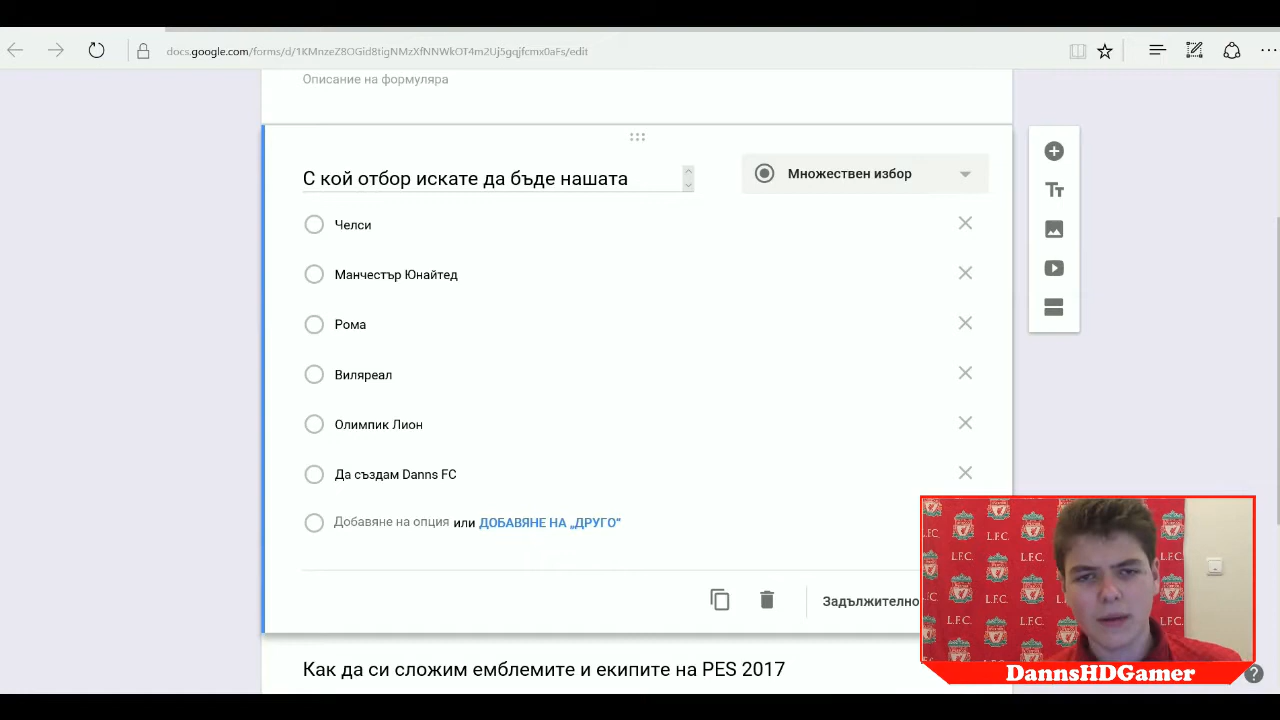 docs.google.com/forms/d/1KMnzeZ8OGid8tigNMzXfNNWkOT4m2Uj5gqjfcmx0aFs/edit
Описание на формуляра
С кой отбор искате да бъде нашата
Множествен избор
Челси
Манчестър Юнайтед
Tт
Рома
Виляреал
Олимпик Лион
Да създам Danns FC
Добавяне на опция или ДОБАВЯНЕ НА „ДРУГО“
Задължително
L.F.C. L.F.C. L.F.C.
Как да си сложим емблемите и екипите на PES 2017
DannsHDGamer